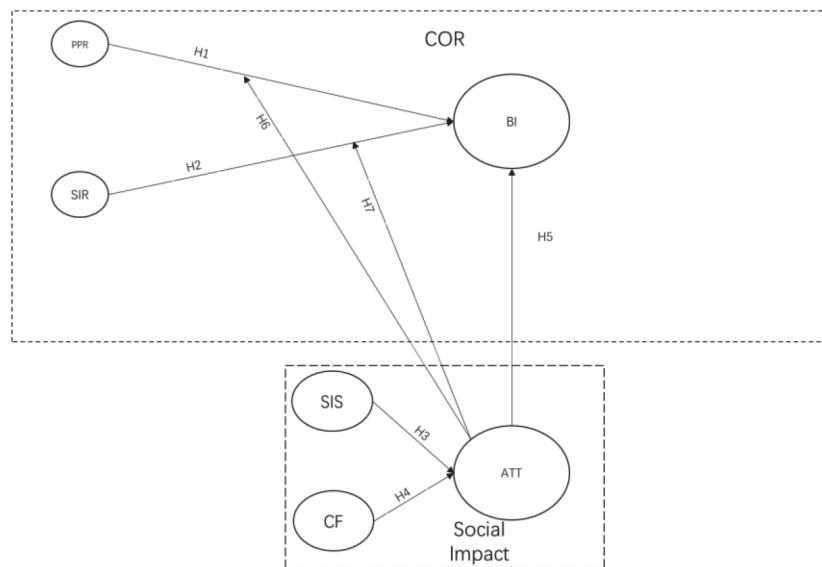 COR
PPR
H1
BI
H6
H2
SIR
H7
H5
SIS
H3
ATT
H4
CF
Social
Impact